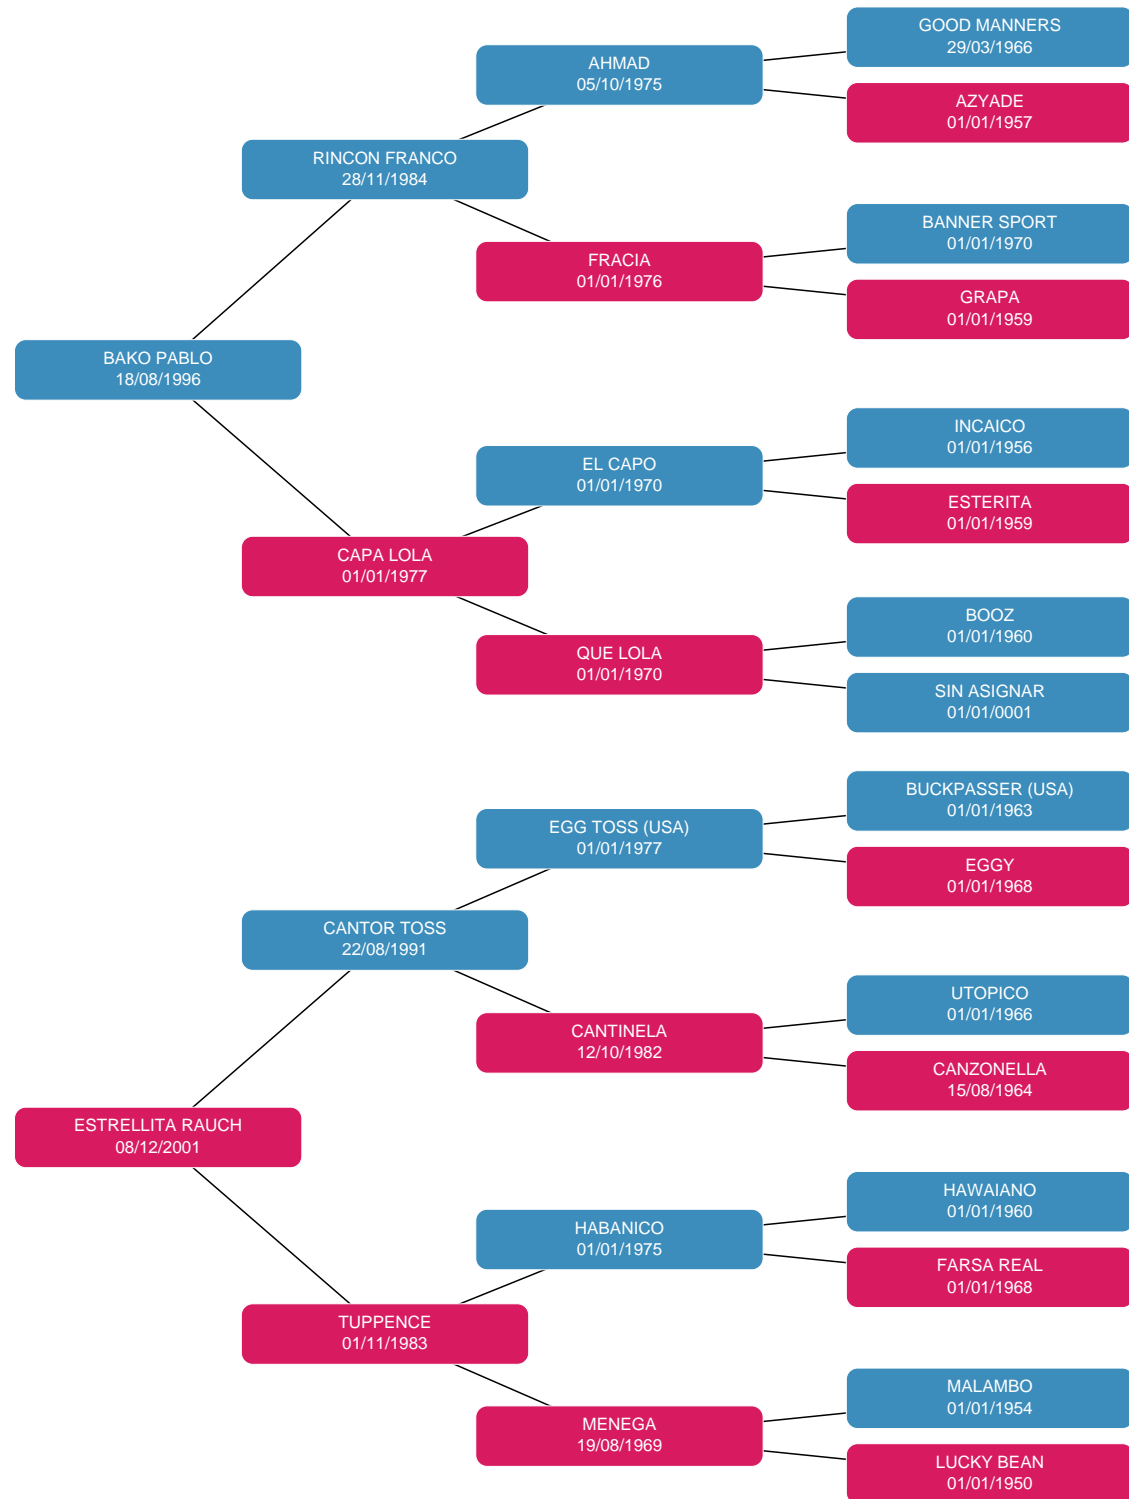 GOOD MANNERS
29/03/1966
AHMAD
05/10/1975
AZYADE
01/01/1957
RINCON FRANCO
28/11/1984
BANNER SPORT
01/01/1970
FRACIA
01/01/1976
GRAPA
01/01/1959
BAKO PABLO
18/08/1996
INCAICO
01/01/1956
EL CAPO
01/01/1970
ESTERITA
01/01/1959
CAPA LOLA
01/01/1977
BOOZ
01/01/1960
QUE LOLA
01/01/1970
SIN ASIGNAR
01/01/0001
BUCKPASSER (USA)
01/01/1963
EGG TOSS (USA)
01/01/1977
EGGY
01/01/1968
CANTOR TOSS
22/08/1991
UTOPICO
01/01/1966
CANTINELA
12/10/1982
CANZONELLA
15/08/1964
ESTRELLITA RAUCH
08/12/2001
HAWAIANO
01/01/1960
HABANICO
01/01/1975
FARSA REAL
01/01/1968
TUPPENCE
01/11/1983
MALAMBO
01/01/1954
MENEGA
19/08/1969
LUCKY BEAN
01/01/1950